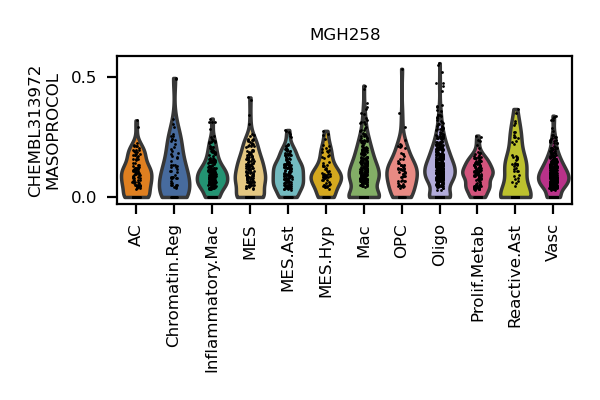 MGH258
CHEMBL313972
MASOPROCOL
0.5
0.0
AC
Chromatin.Reg
Inflammatory.Mac
MES
MES.Ast
MES.Hyp
Mac
OPC
Oligo
Prolif.Metab
Reactive.Ast
Vasc